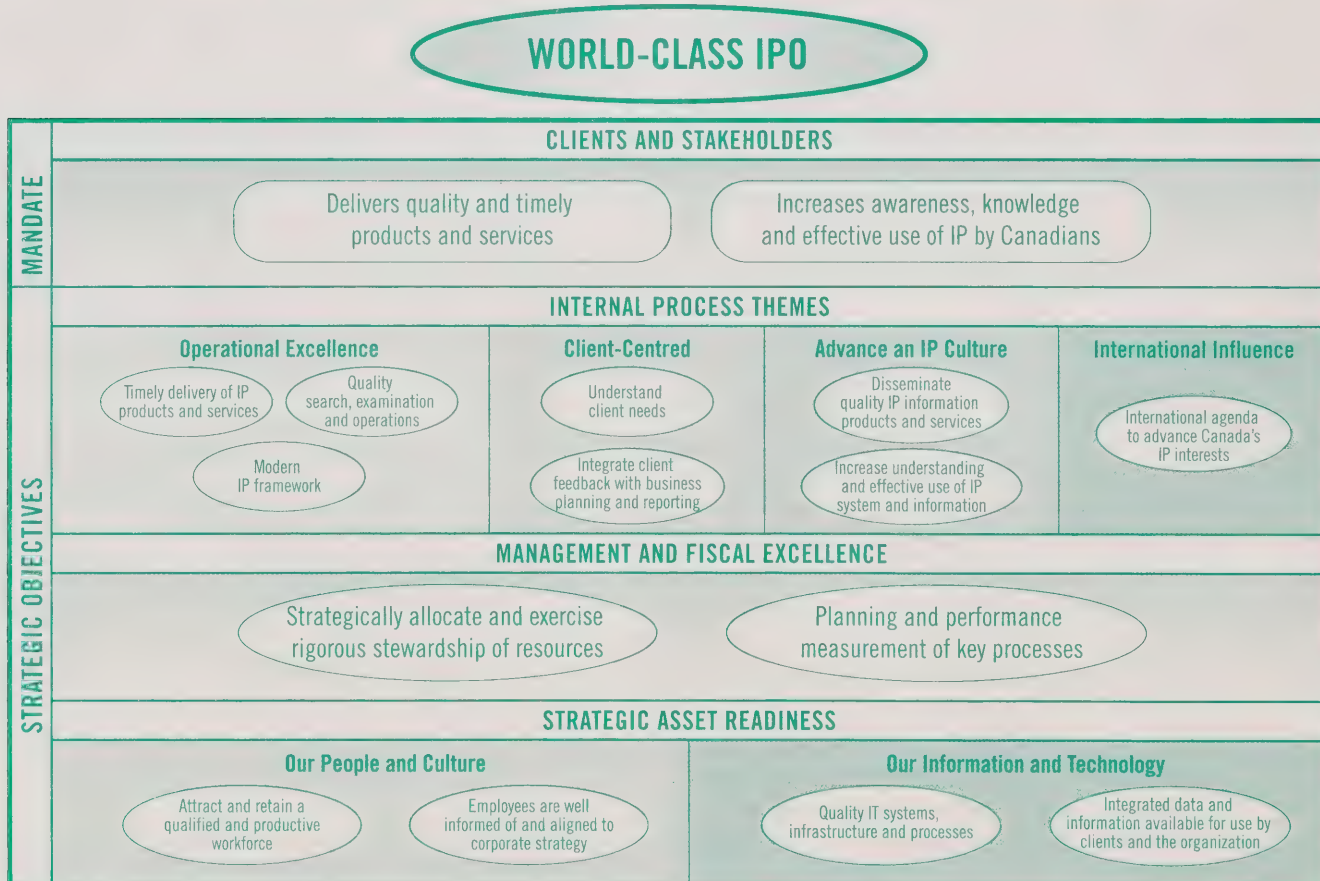 WORLD-CLASS IPO
MANDATE
CLIENTS AND STAKEHOLDERS
Delivers quality and timely
products and services
Increases awareness, knowledge
and effective use of IP by Canadians
STRATEGIC OBJECTIVES
INTERNAL PROCESS THEMES
Operational Excellence
Timely delivery of IP
products and services
Quality
search, examination
and operations
Modern
IP framework
Client-Centred
Understand
client needs
Integrate client
feedback with business
planning and reporting
Advance an IP Culture
Disseminate
quality IP information
products and services
Increase understanding
and effective use of IP
system and information
International Influence
International agenda
to advance Canada's
IP interests
MANAGEMENT AND FISCAL EXCELLENCE
Strategically allocate and exercise
rigorous stewardship of resources
Planning and performance
measurement of key processes
STRATEGIC ASSET READINESS
Our People and Culture
Attract and retain a
qualified and productive
workforce
Employees are well
informed of and aligned to
corporate strategy
Our Information and Technology
Quality IT systems,
infrastructure and processes
Integrated data and
information available for use by
clients and the organization